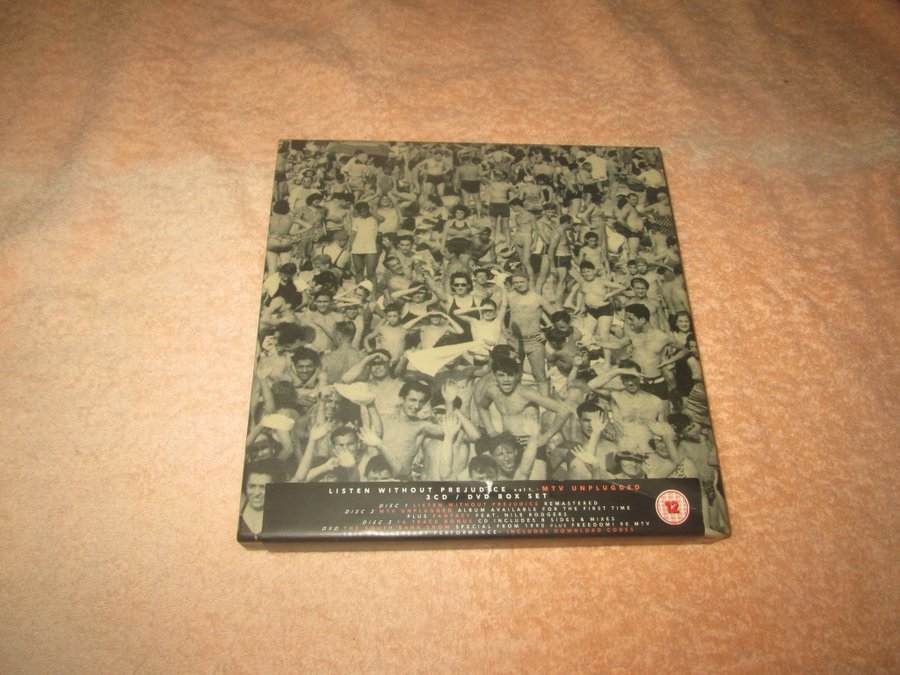 LISTEN WITHOUT PREJUDICE VOL 1. - MTV UNPLUGGED
3CD / DVD BOX SET
DISC 1 LISTEN WITHOUT PREJUDICE REMASTERED
DISC 2 MTV UNPLUGGED ALBUM AVAILABLE FOR THE FIRST TIME
PLUS FANTASY FEAT. NILE RODGERS
DISC 3 16 TRACK BONUS CD INCLUDES B SIDES & MIXES
DVD THE SOUTH BANK SHOW SPECIAL FROM 1990 PLUS FREEDOM! 90 MTV
10TH ANNIVERSARY PERFORMANCE - INCLUDES DOWNLOAD CODES
12